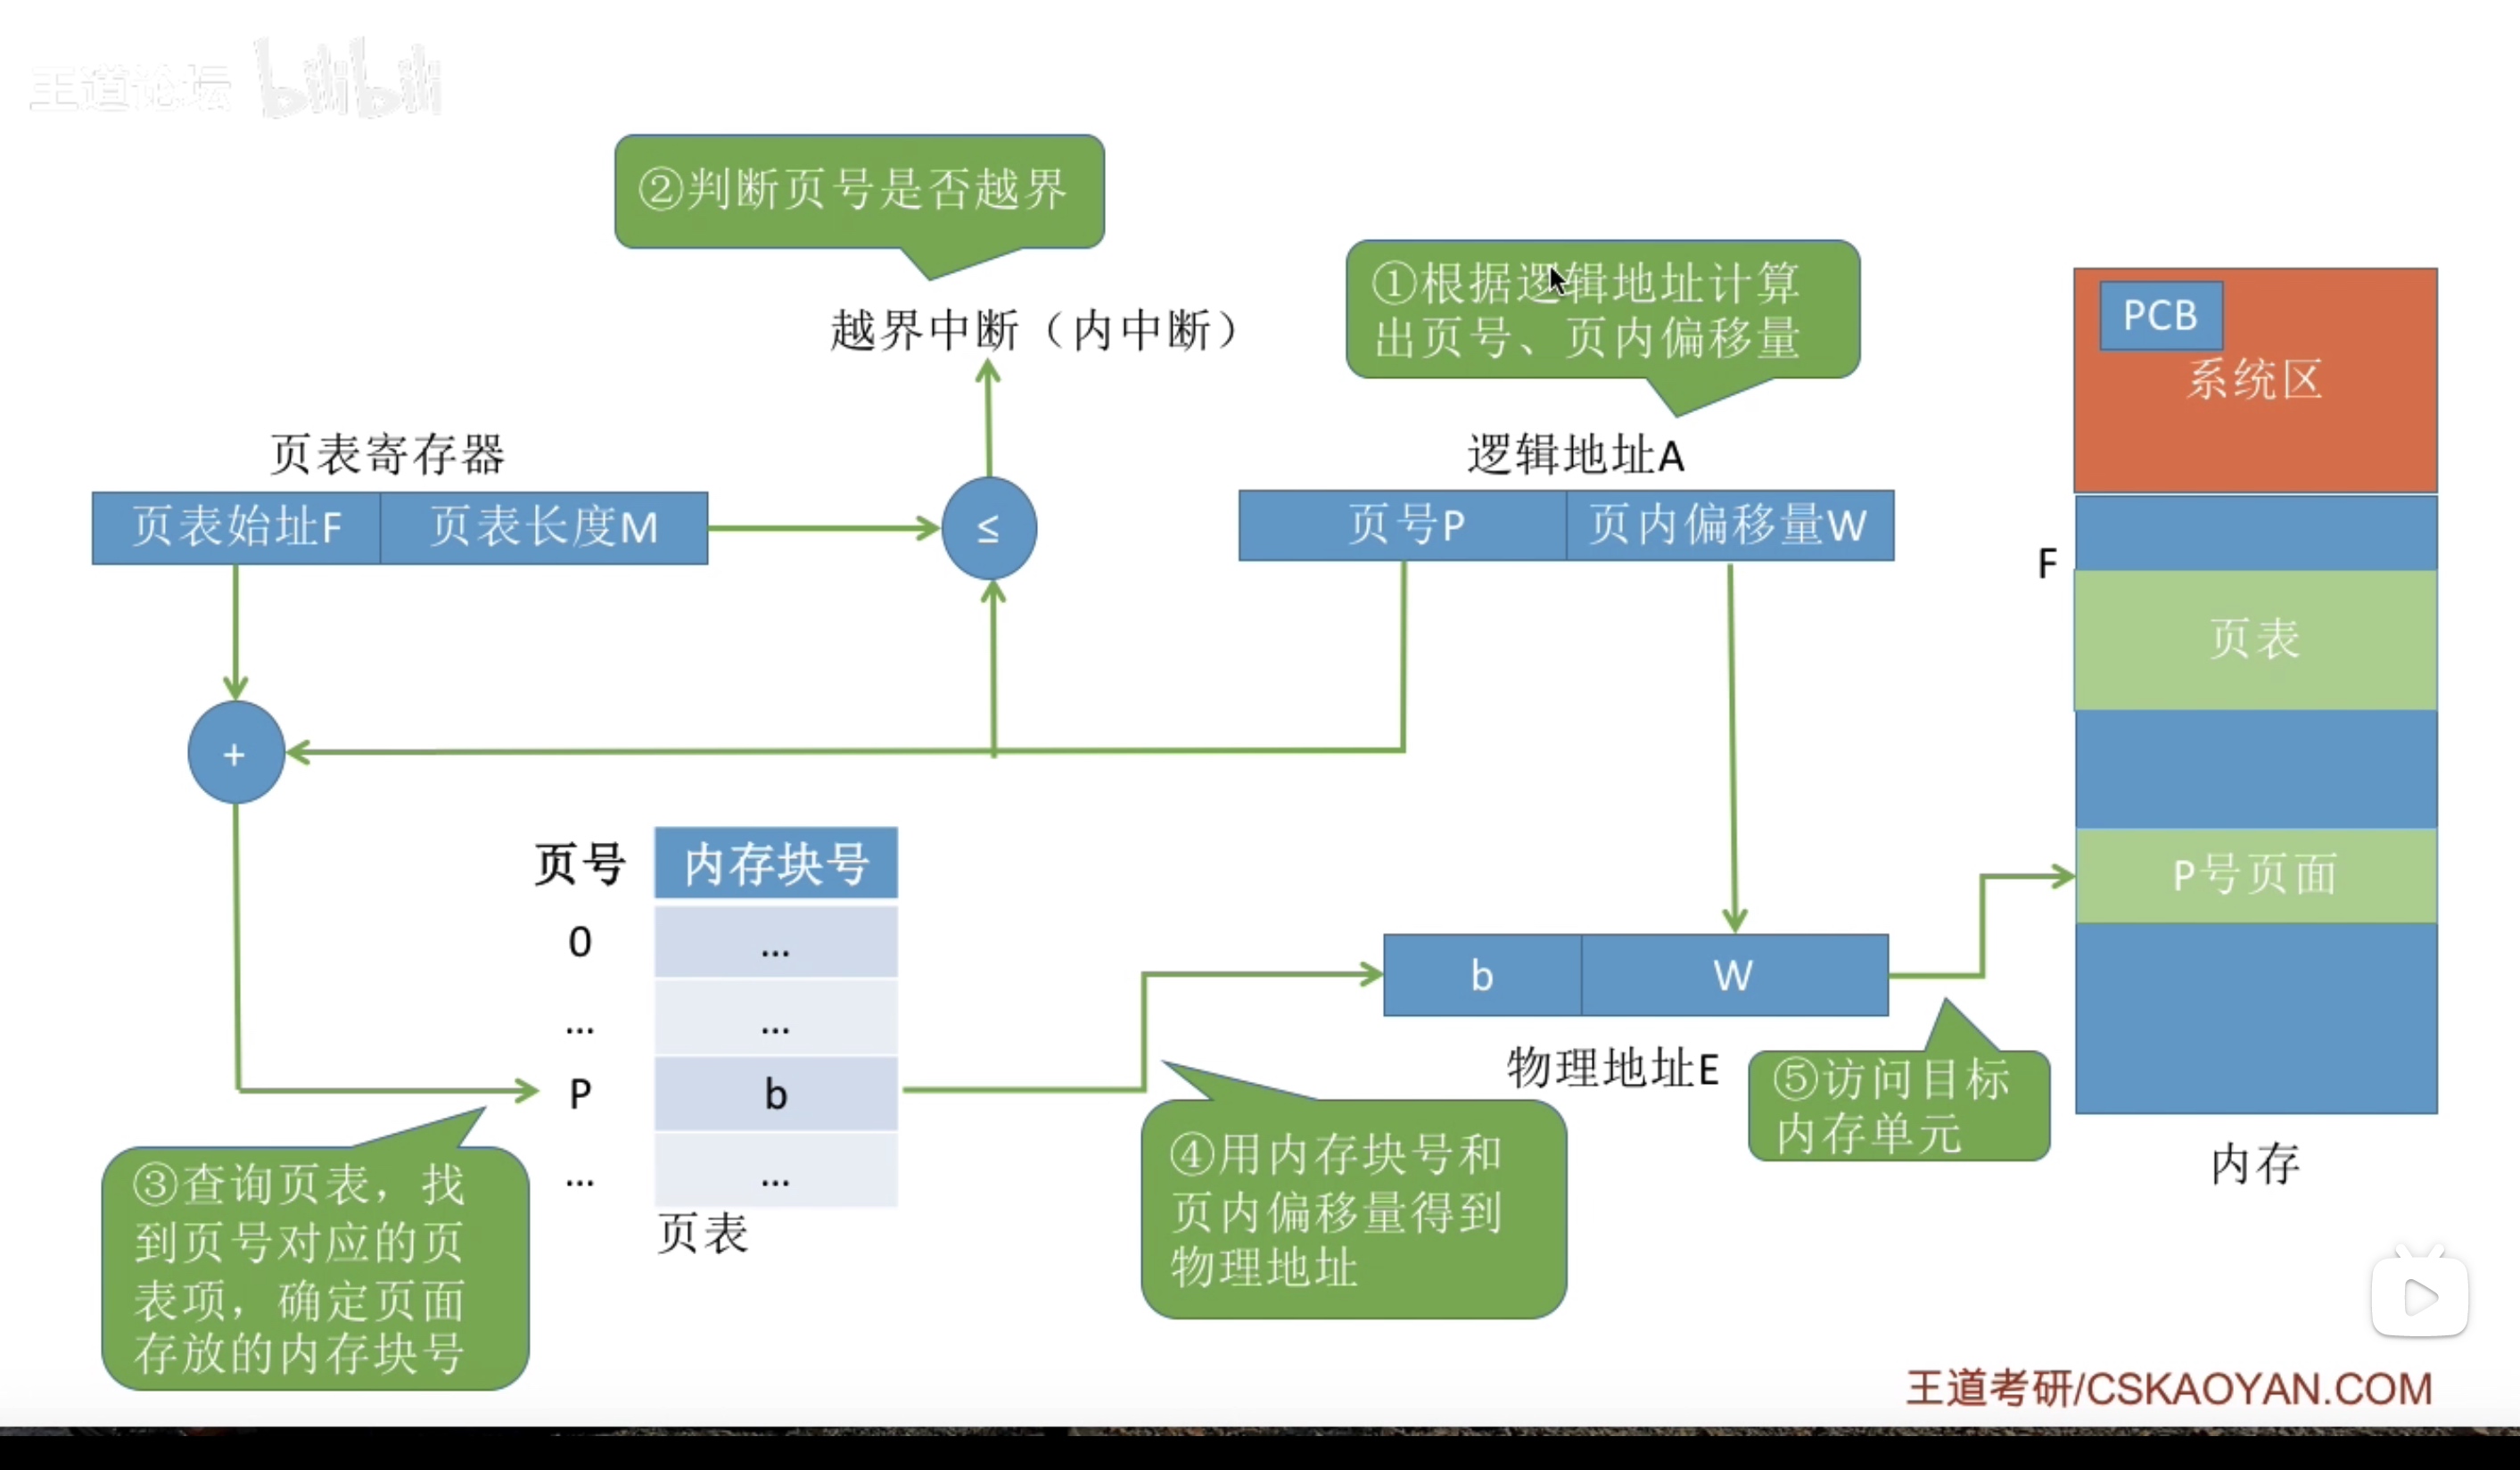 王道论坛 bilibili
②判断页号是否越界
①根据逻辑地址计算
出页号、页内偏移量
越界中断（内中断）
PCB
系统区
页表寄存器
逻辑地址A
页表始址F 页表长度M
≤
页号P 页内偏移量W
F
页表
+
页号 内存块号
0 ...
... ...
P b
... ...
页表
P号页面
b W
物理地址E
⑤访问目标
内存单元
③查询页表，找
到页号对应的页
表项，确定页面
存放的内存块号
④用内存块号和
页内偏移量得到
物理地址
内存
王道考研/CSKAOYAN.COM